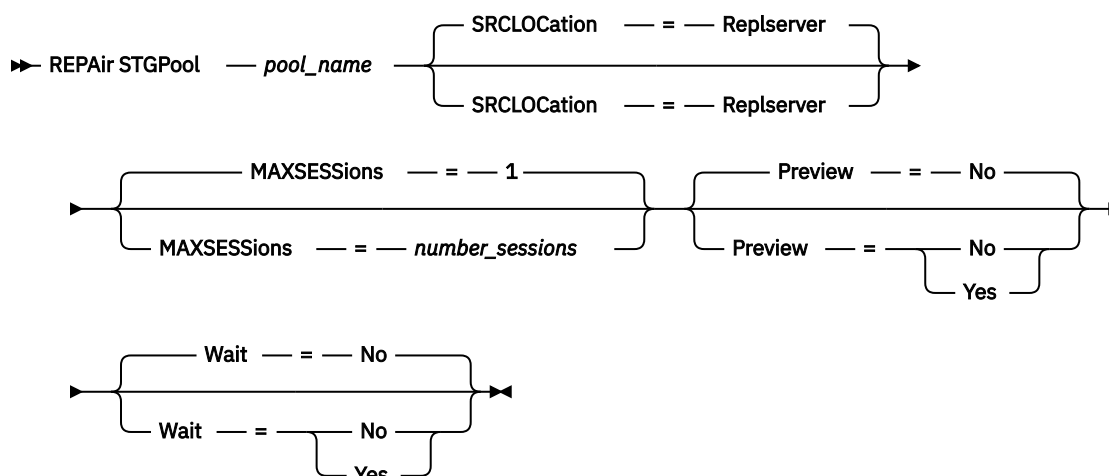 SRCLOCation = Replserver
REPAir STGPool pool_name
SRCLOCation = Replserver
MAXSESSions = 1 Preview = No
MAXSESSions = number_sessions Preview = No
Yes
Wait = No
Wait = No
Yes